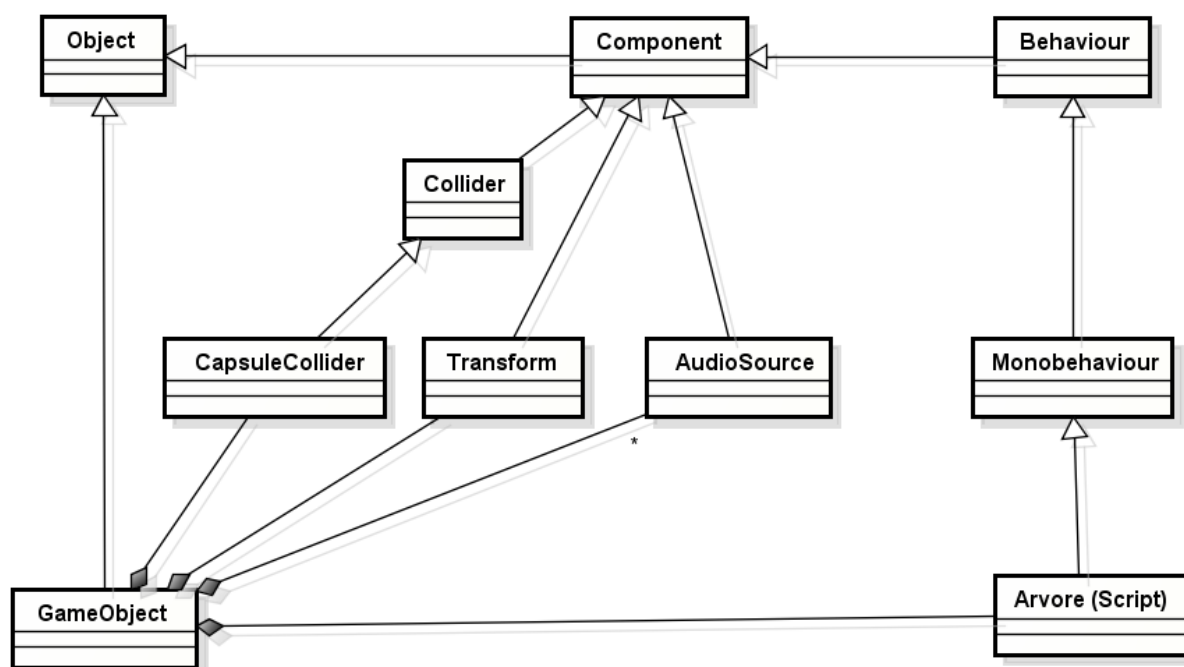 Object
Component
Behaviour
Collider
CapsuleCollider
Transform
AudioSource
Monobehaviour
*
GameObject
Arvore (Script)